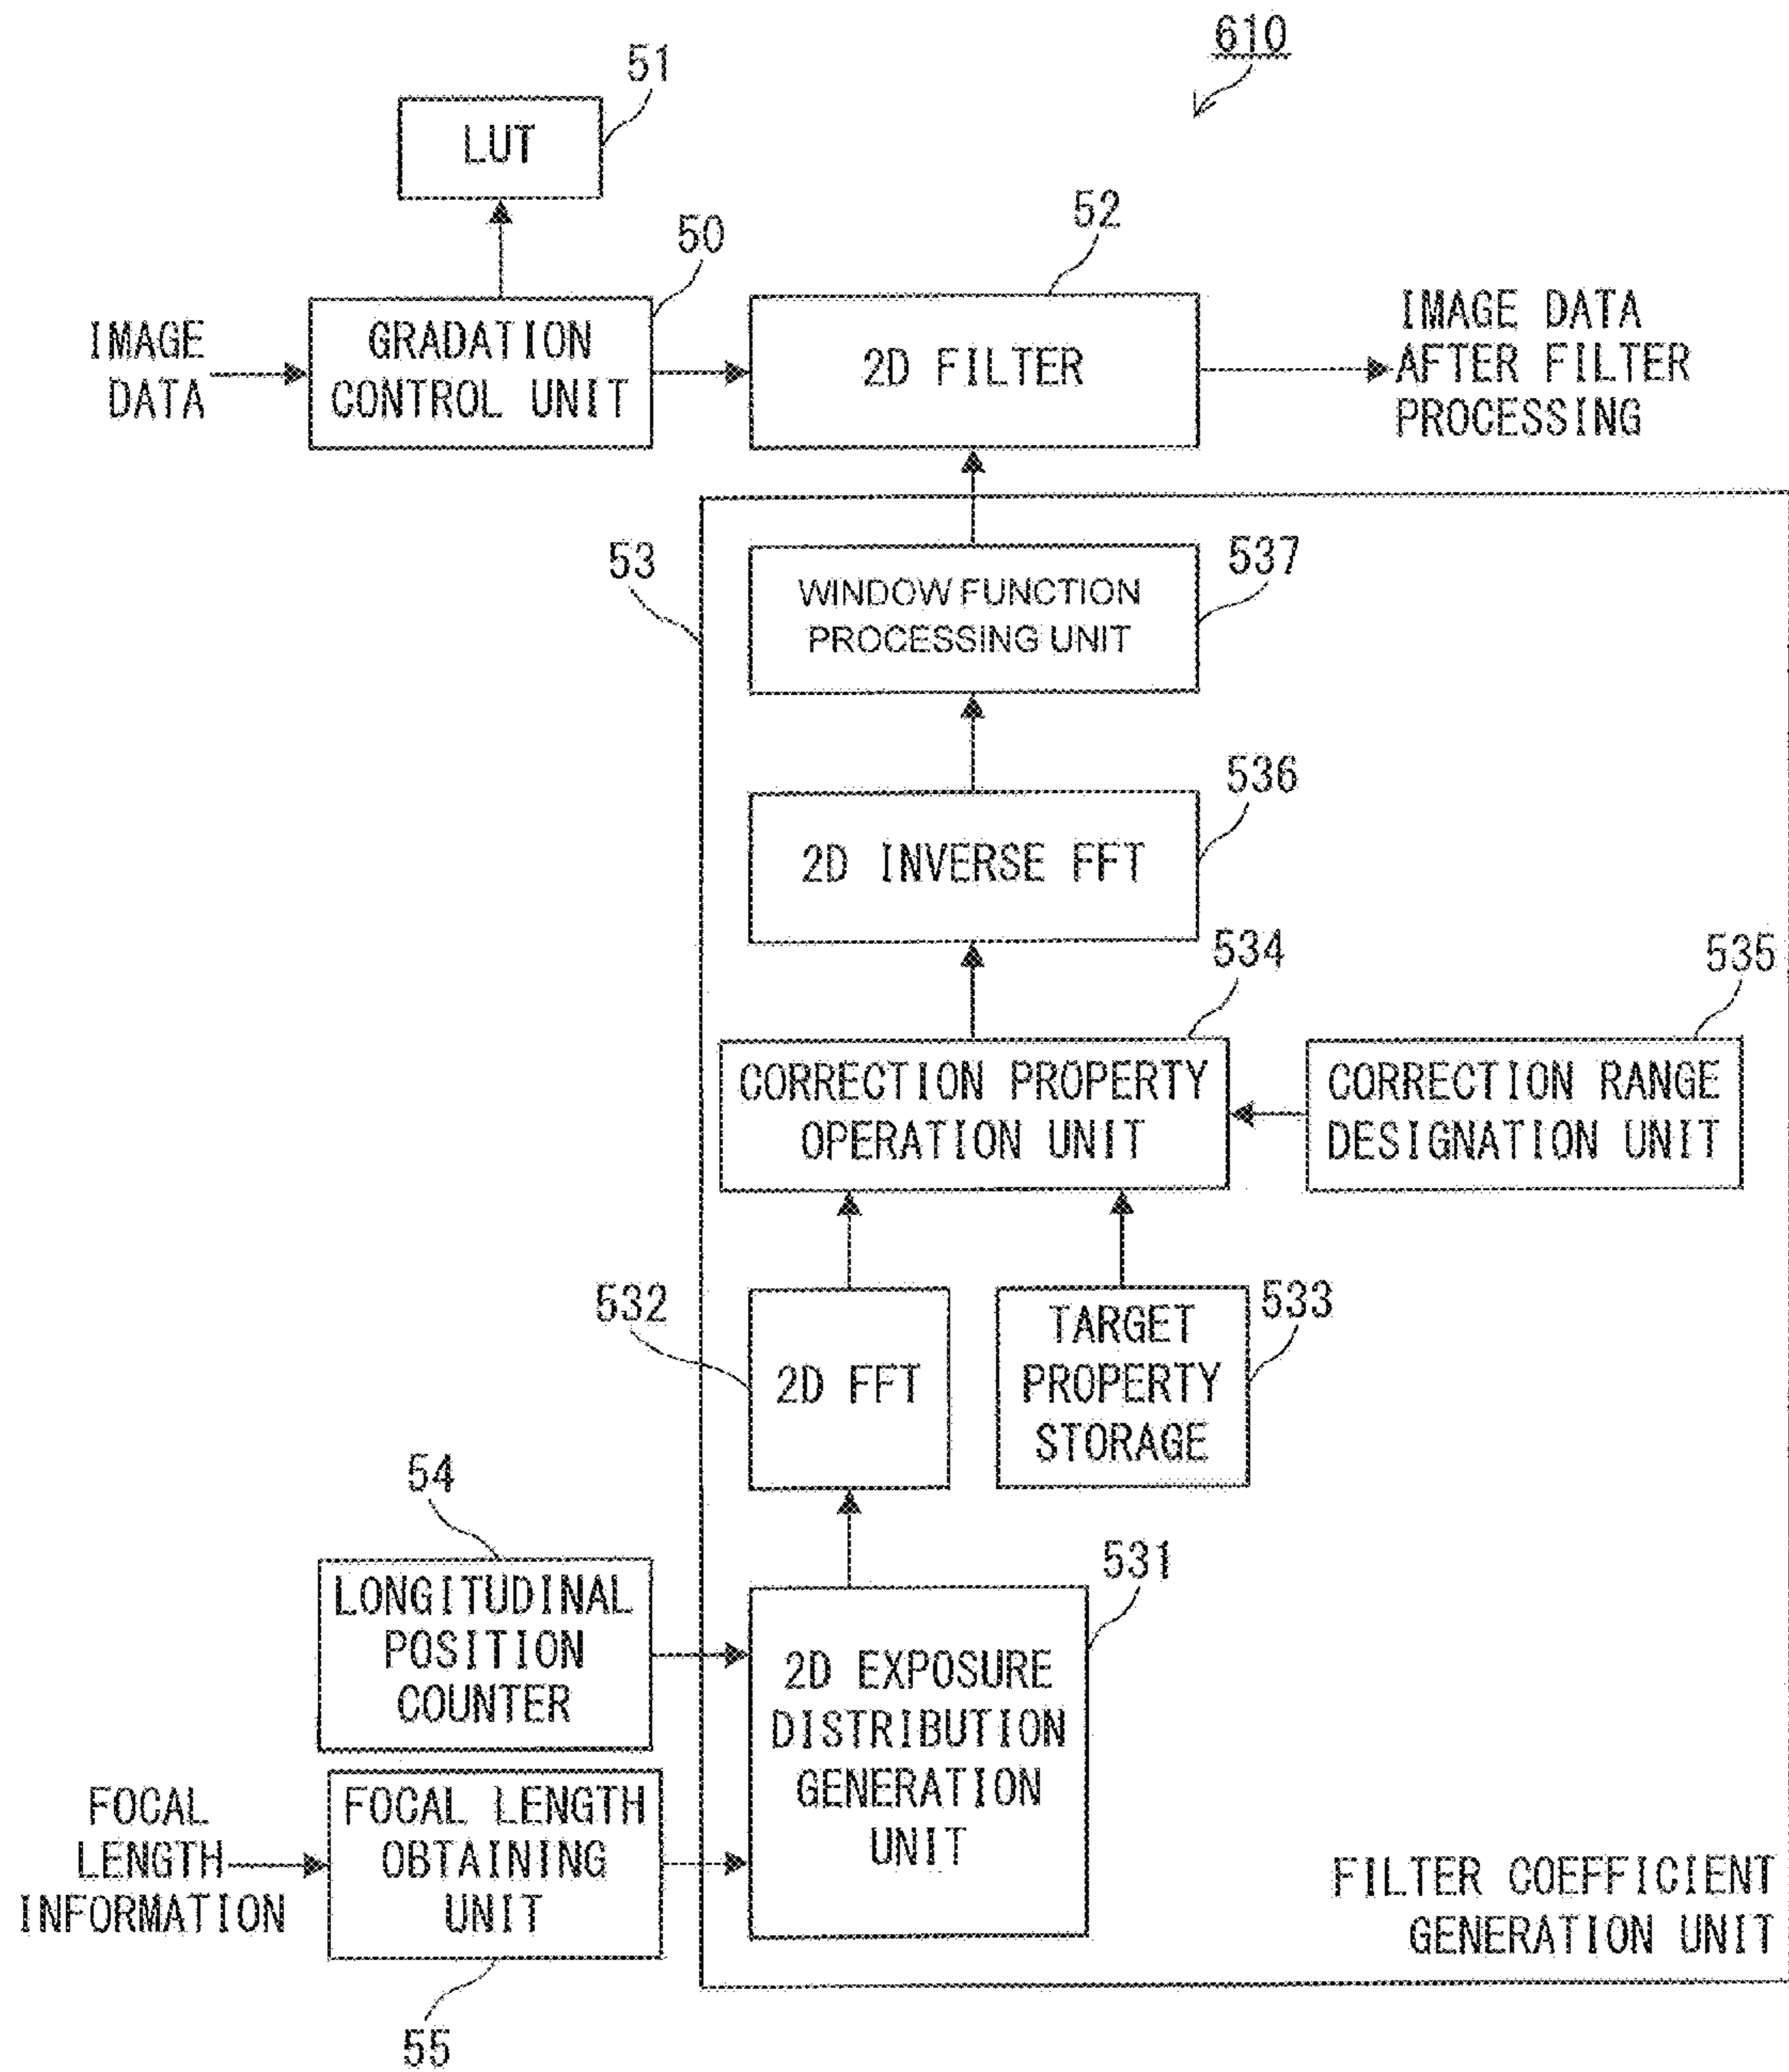 610
51
LUT
50
52
IMAGE
DATA
GRADATION
CONTROL UNIT
2D FILTER
IMAGE DATA
AFTER FILTER
PROCESSING
53
537
WINDOW FUNCTION
PROCESSING UNIT
536
2D INVERSE FFT
534
535
CORRECTION PROPERTY
OPERATION UNIT
CORRECTION RANGE
DESIGNATION UNIT
532
533
2D FFT
TARGET
PROPERTY
STORAGE
54
531
LONGITUDINAL
POSITION
COUNTER
2D EXPOSURE
DISTRIBUTION
GENERATION
UNIT
FOCAL
LENGTH
INFORMATION
FOCAL LENGTH
OBTAINING
UNIT
55
FILTER COEFFICIENT
GENERATION UNIT